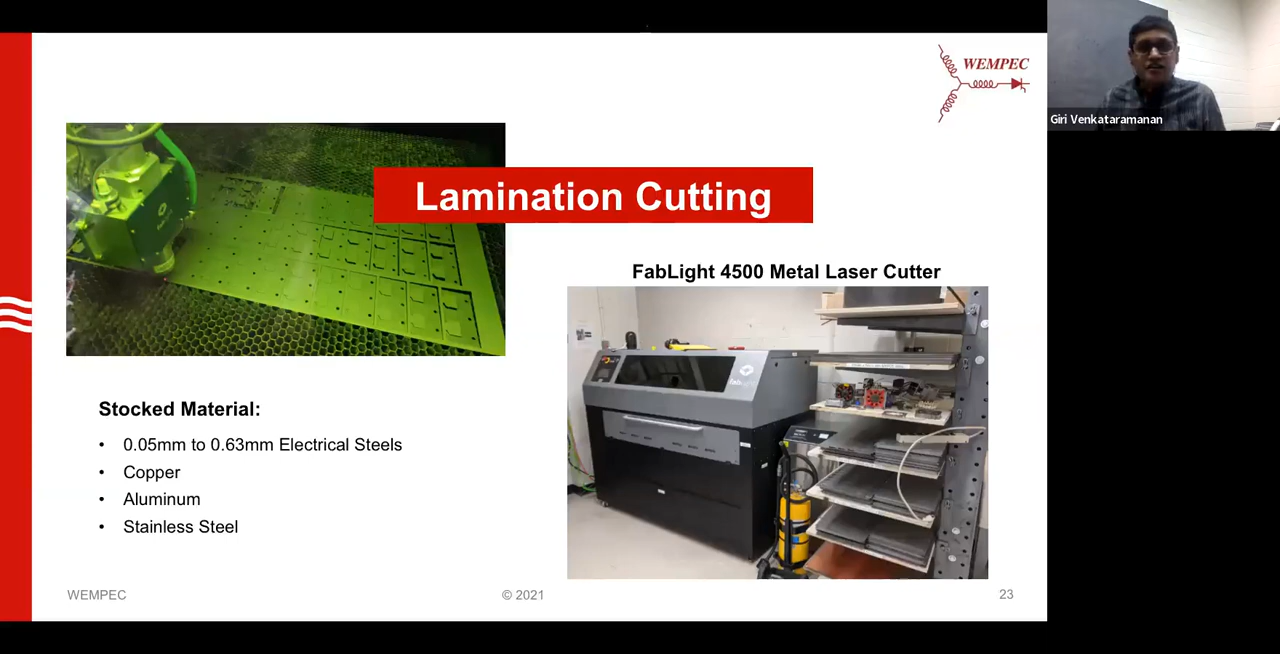 WEMPEC
Giri Venkataramanan
Lamination Cutting
FabLight 4500 Metal Laser Cutter
Stocked Material:
• 0.05mm to 0.63mm Electrical Steels
• Copper
• Aluminum
• Stainless Steel
WEMPEC
© 2021
23